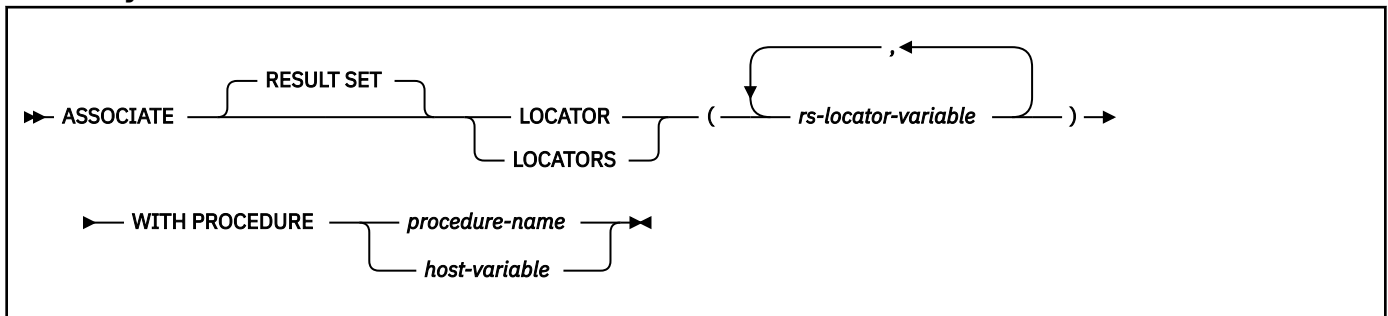 RESULT SET ,
ASSOCIATE LOCATOR ( rs-locator-variable )
LOCATORS
WITH PROCEDURE procedure-name
host-variable